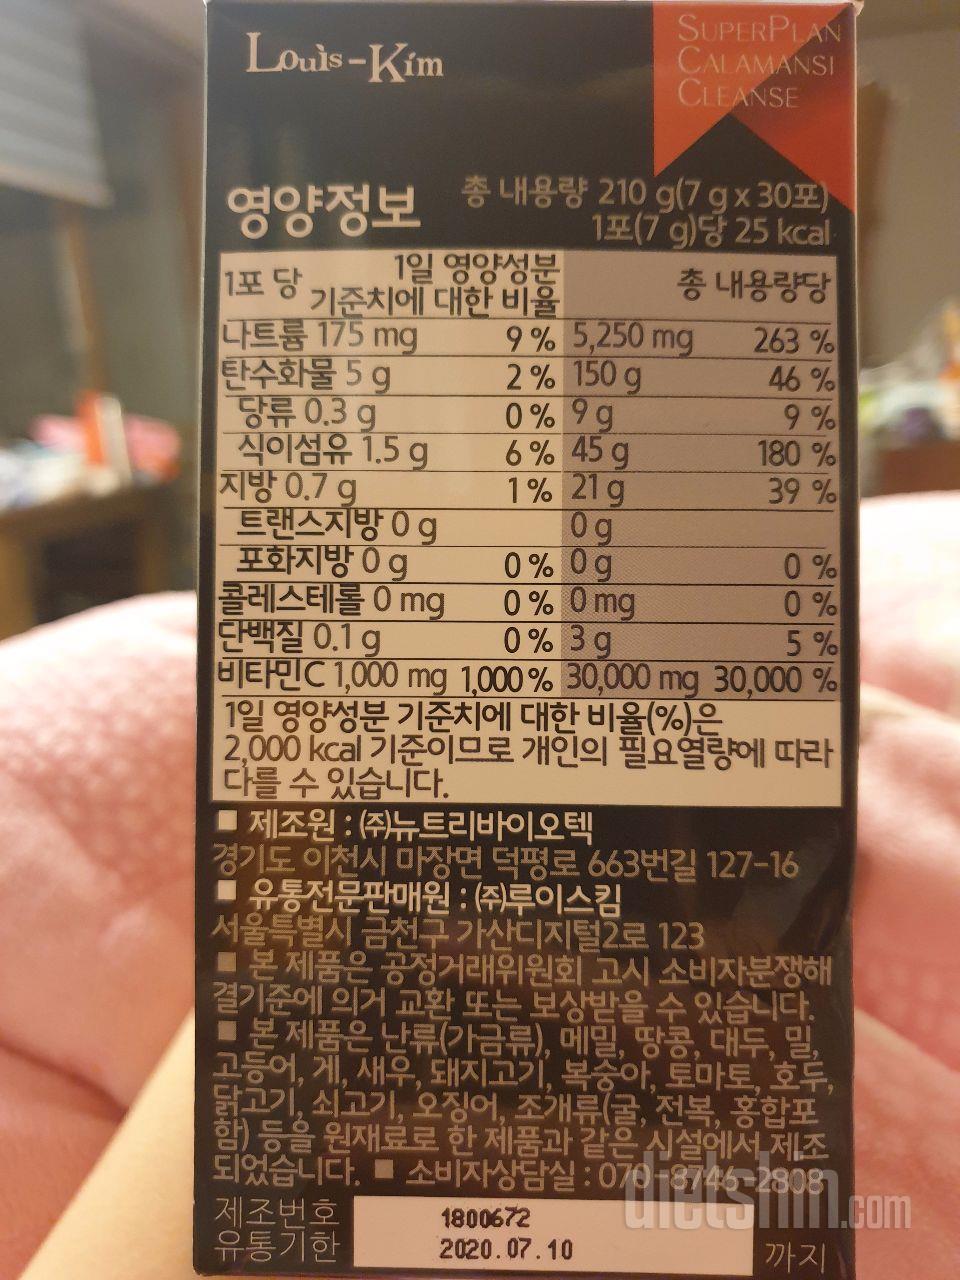 Louis-Kim
SUPERPLAN
CALAMANSI
CLEANSE
영양정보
총 내용량 210 g(7 g x 30포)
1포(7 g)당 25 kcal
1포 당 1일 영양성분 기준치에 대한 비율 총 내용량당
나트륨 175 mg 9 % 5,250 mg 263 %
탄수화물 5 g 2 % 150 g 46 %
당류 0.3 g 0 % 9 g 9 %
식이섬유 1.5 g 6 % 45 g 180 %
지방 0.7 g 1 % 21 g 39 %
트랜스지방 0 g 0 g
포화지방 0 g 0 % 0 g 0 %
콜레스테롤 0 mg 0 % 0 mg 0 %
단백질 0.1 g 0 % 3 g 5 %
비타민C 1,000 mg 1,000 % 30,000 mg 30,000 %
1일 영양성분 기준치에 대한 비율(%)은
2,000 kcal 기준이므로 개인의 필요열량에 따라
다를 수 있습니다.
■ 제조원 : (주)뉴트리바이오텍
경기도 이천시 마장면 덕평로 663번길 127-16
■ 유통전문판매원 : (주)루이스킴
서울특별시 금천구 가산디지털2로 123
■ 본 제품은 공정거래위원회 고시 소비자분쟁해
결기준에 의거 교환 또는 보상받을 수 있습니다.
■ 본 제품은 난류(가금류), 메밀, 땅콩, 대두, 밀,
고등어, 게, 새우, 돼지고기, 복숭아, 토마토, 호두,
닭고기, 쇠고기, 오징어, 조개류(굴, 전복, 홍합포
함) 등을 원재료로 한 제품과 같은 시설에서 제조
되었습니다. ■ 소비자상담실 : 070-8746-2808
제조번호 1800672
유통기한 2020.07.10 까지
dietshin.com